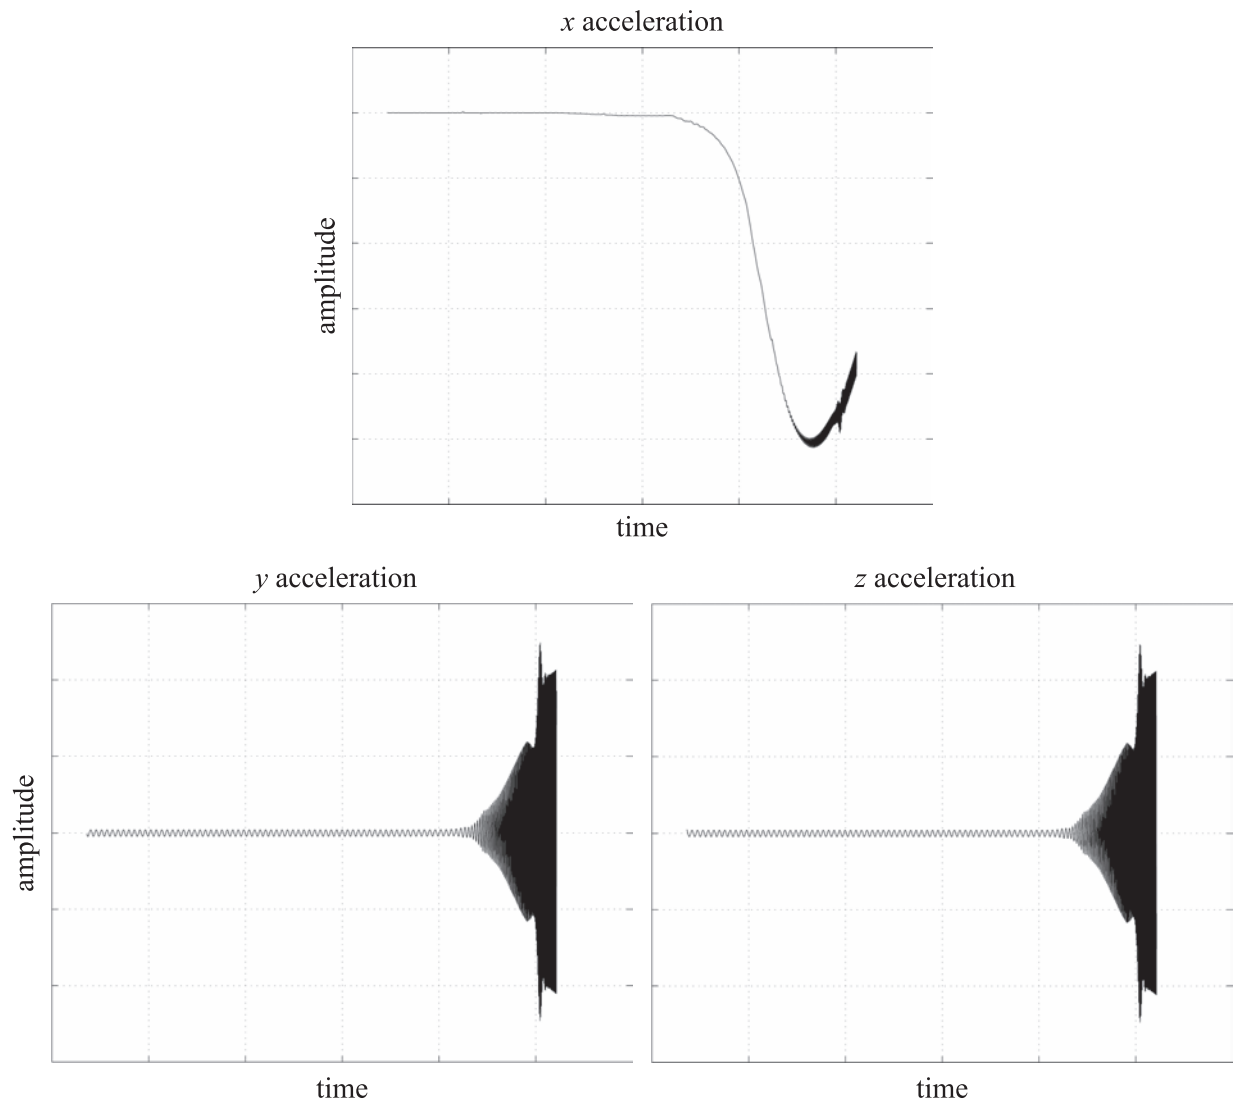 x acceleration
amplitude
time
y acceleration
z acceleration
amplitude
time
time